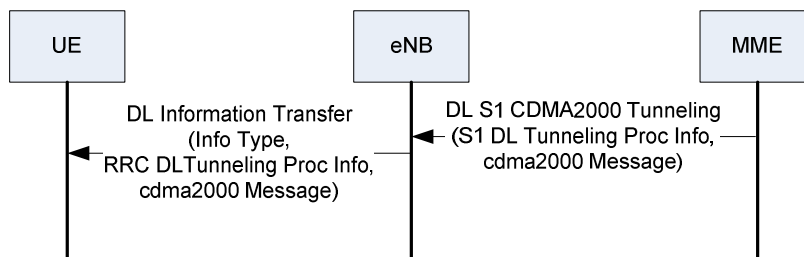 UE
eNB
MME
DL Information Transfer
(Info Type,
RRC DLTunneling Proc Info,
cdma2000 Message)
DL S1 CDMA2000 Tunneling
(S1 DL Tunneling Proc Info,
cdma2000 Message)